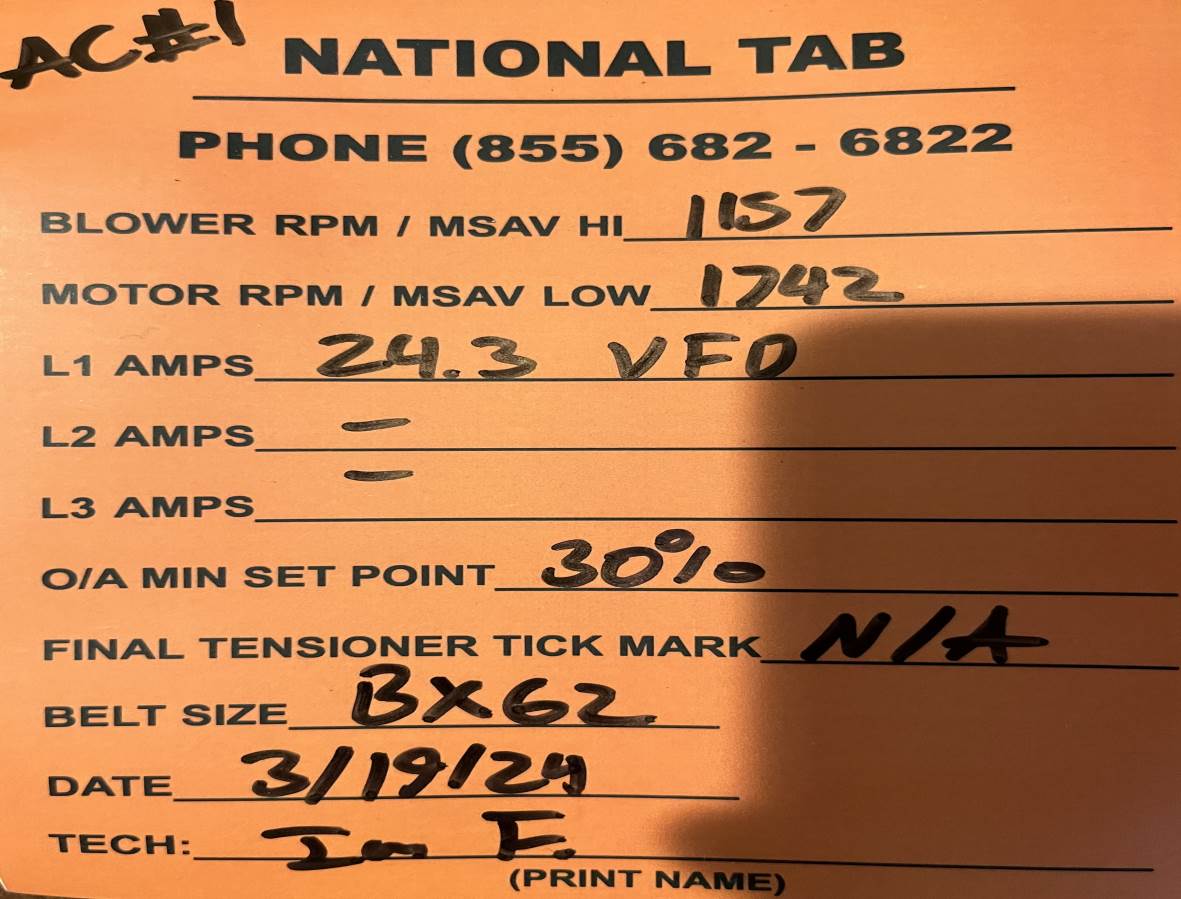 AC#1
NATIONAL TAB
PHONE (855) 682 - 6822
BLOWER RPM / MSAV HI 1157
MOTOR RPM / MSAV LOW 1742
L1 AMPS 24.3 VFD
L2 AMPS -
L3 AMPS -
O/A MIN SET POINT 30%
FINAL TENSIONER TICK MARK N/A
BELT SIZE BX62
DATE 3/19/24
TECH: Ian F.
(PRINT NAME)